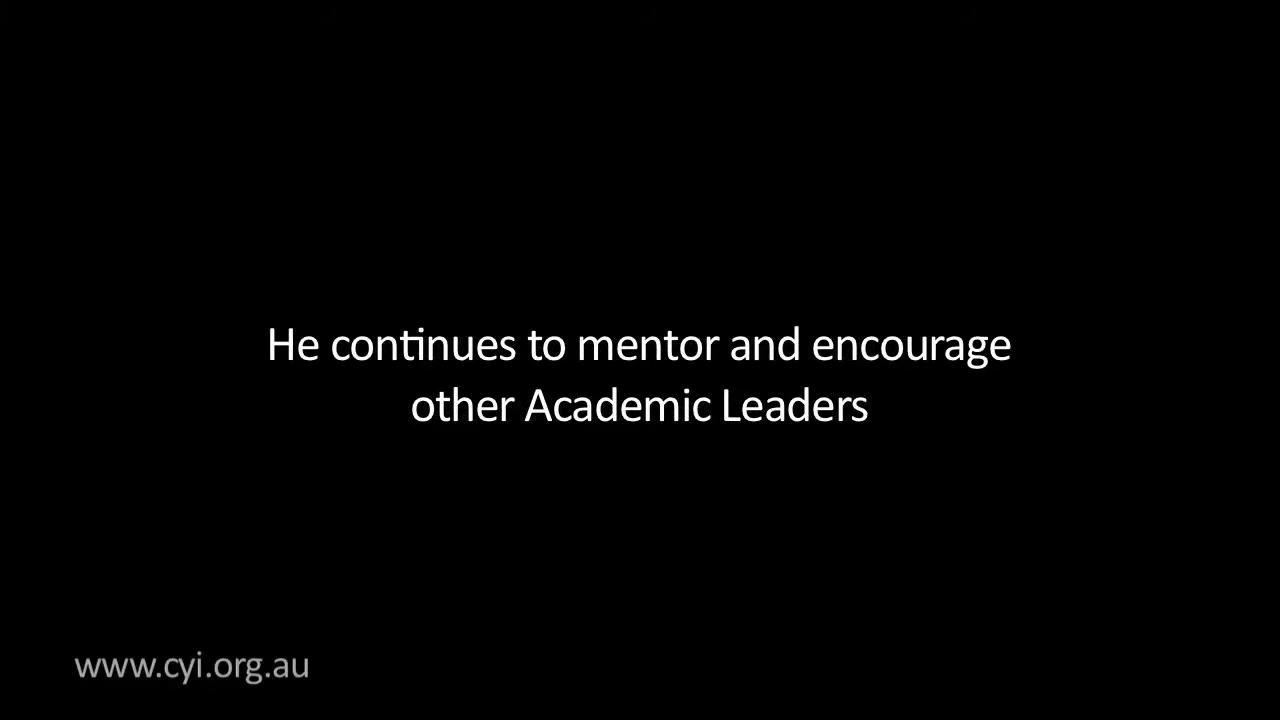 He continues to mentor and encourage
other Academic Leaders
www.cyi.org.au